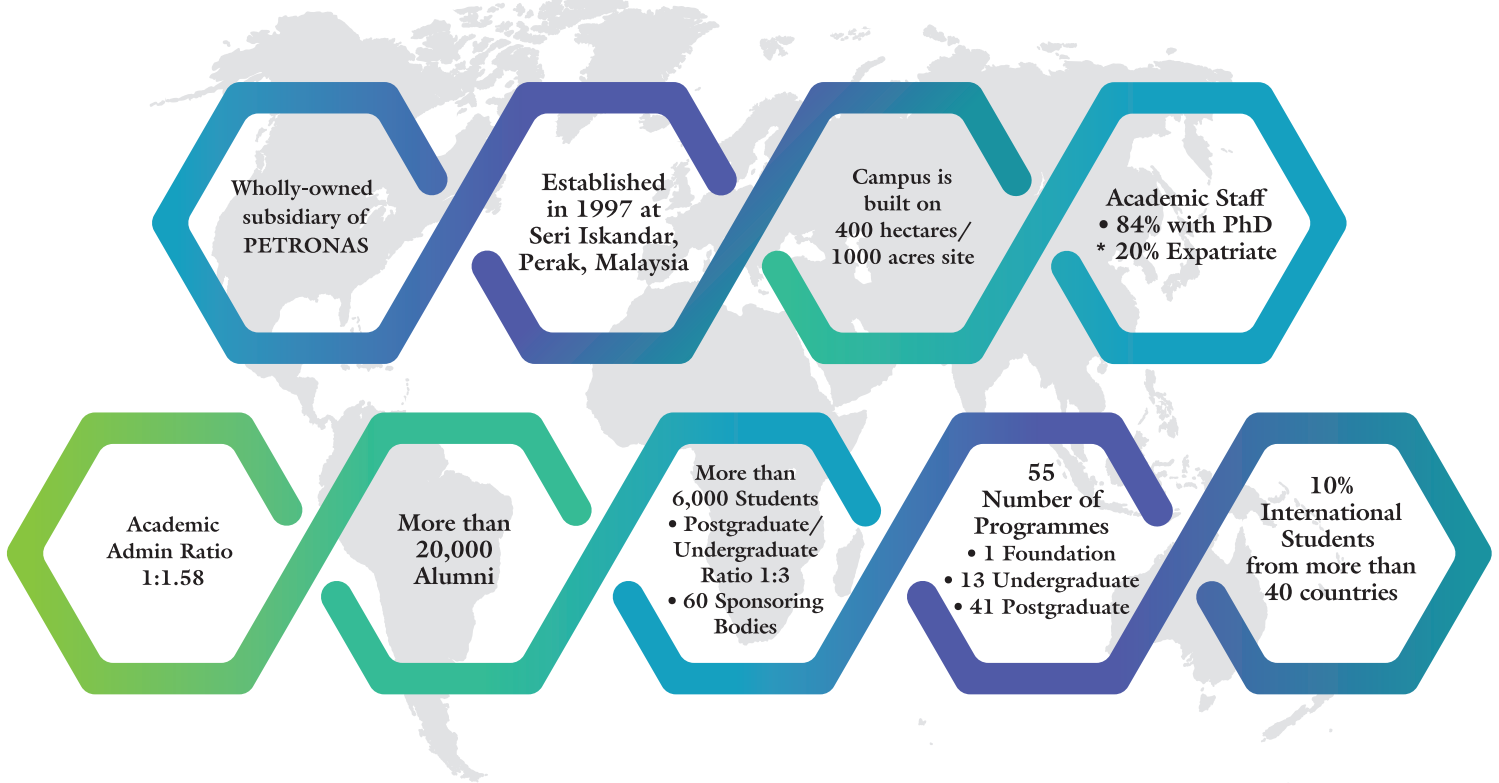 Wholly-owned
subsidiary of
PETRONAS
Established
in 1997 at
Seri Iskandar,
Perak, Malaysia
Campus is
built on
400 hectares/
1000 acres site
Academic Staff
• 84% with PhD
* 20% Expatriate
Academic
Admin Ratio
1:1.58
More than
20,000
Alumni
More than
6,000 Students
• Postgraduate/
Undergraduate
Ratio 1:3
• 60 Sponsoring
Bodies
55
Number of
Programmes
• 1 Foundation
• 13 Undergraduate
• 41 Postgraduate
10%
International
Students
from more than
40 countries